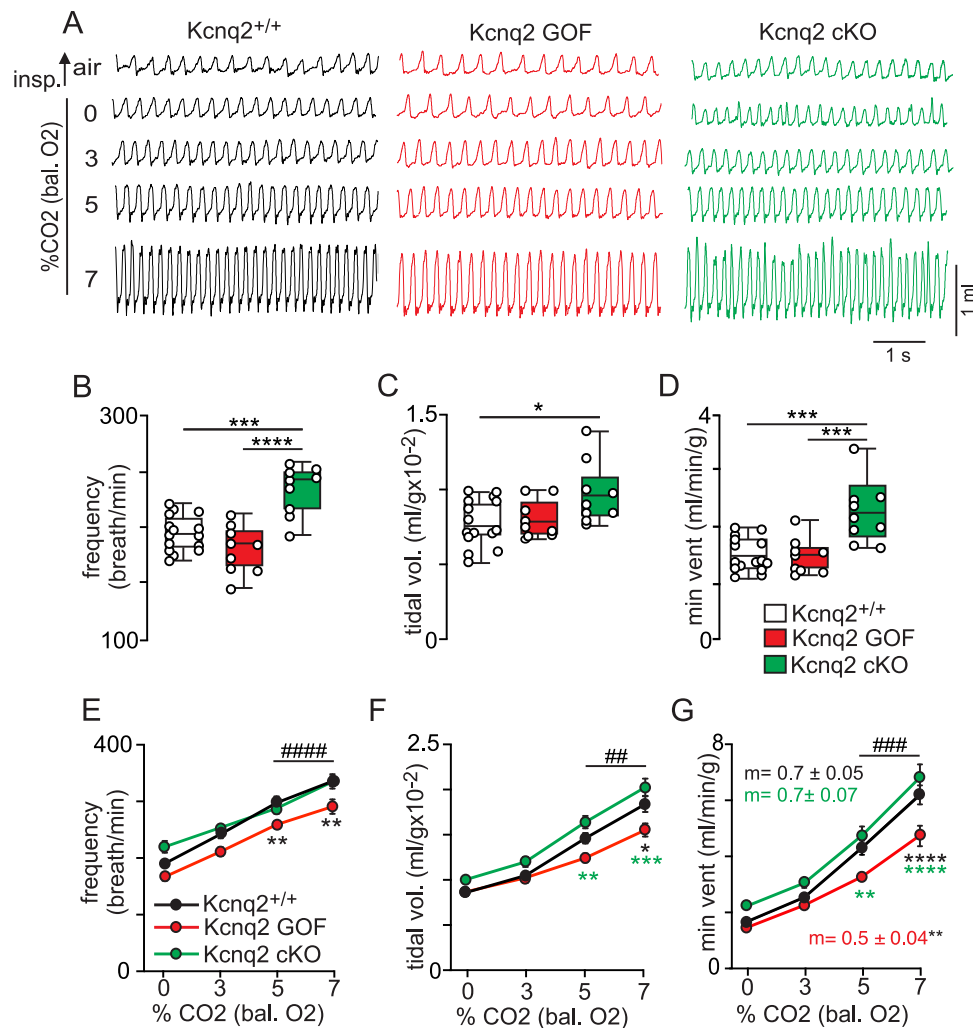 A
Kcnq2+/+
Kcnq2 GOF
Kcnq2 cKO
insp.
air
%CO2 (bal. O2)
0
3
5
7
1 ml
1 s
B
300
100
frequency
(breath/min)
***
****
C
1.5
0
tidal vol. (ml/gx10-2)
*
D
4
0
min vent (ml/min/g)
***
***
Kcnq2+/+
Kcnq2 GOF
Kcnq2 cKO
E
400
0
frequency
(breath/min)
####
**
**
Kcnq2+/+
Kcnq2 GOF
Kcnq2 cKO
0 3 5 7
% CO2 (bal. O2)
F
2.5
0
tidal vol. (ml/gx10-2)
##
*
***
**
0 3 5 7
% CO2 (bal. O2)
G
8
0
min vent (ml/min/g)
###
m= 0.7 ± 0.05
m= 0.7± 0.07
****
****
**
m= 0.5 ± 0.04**
0 3 5 7
% CO2 (bal. O2)